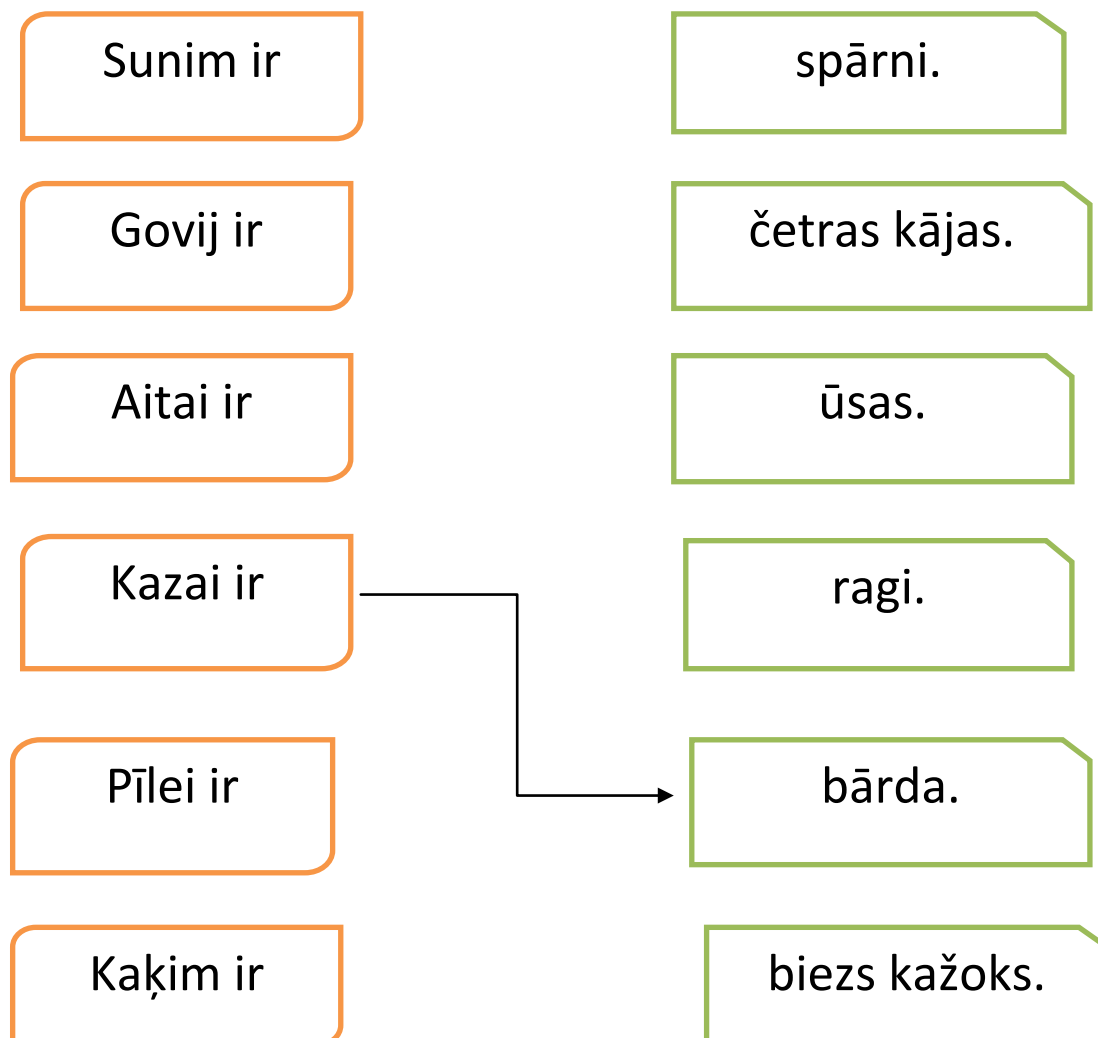 Sunim ir
spārni.
Govij ir
četras kājas.
Aitai ir
ūsas.
Kazai ir
ragi.
Pīlei ir
bārda.
Kaķim ir
biezs kažoks.